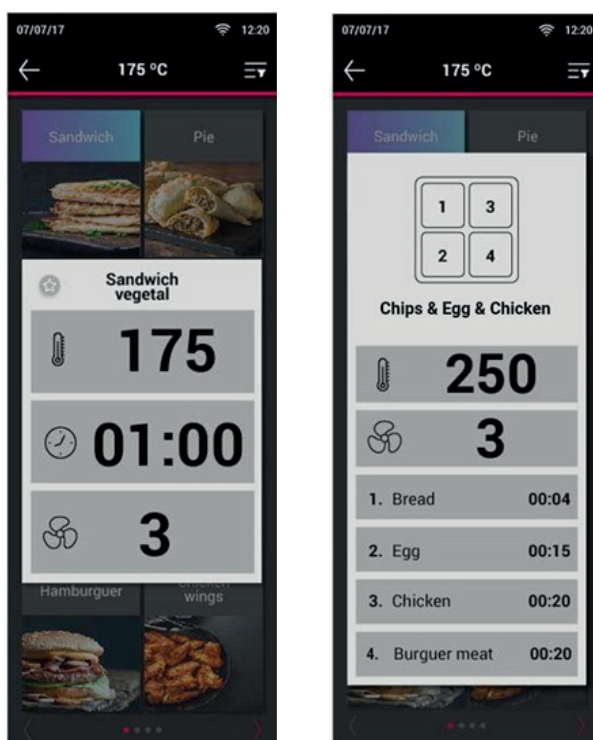 07/07/17 12:20
175 ºC
Sandwich Pie
Sandwich
vegetal
175
01:00
3
Hamburguer Chicken
wings
07/07/17 12:20
175 ºC
Sandwich Pie
1 3
2 4
Chips & Egg & Chicken
250
3
1. Bread 00:04
2. Egg 00:15
3. Chicken 00:20
4. Burguer meat 00:20